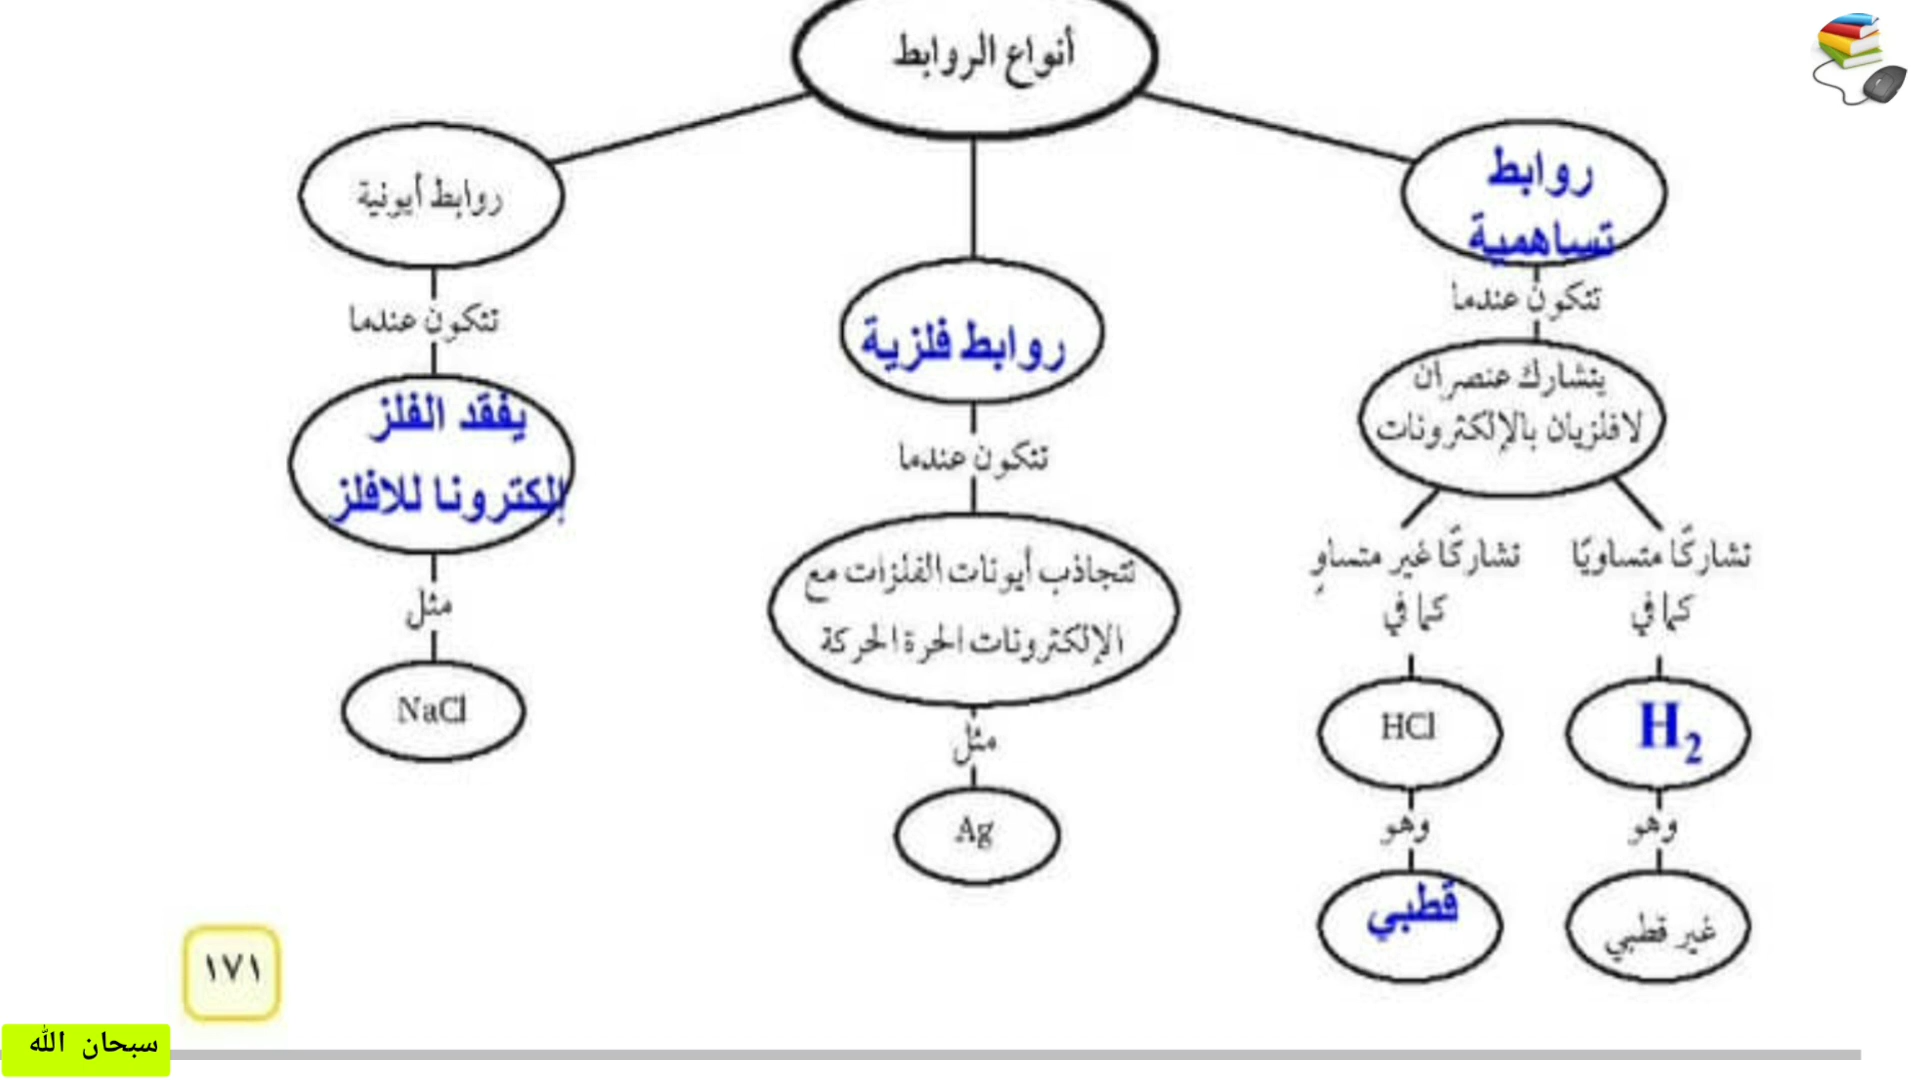 أنواع الروابط
روابط
تساهمية
تتكون عندما
يتشارك عنصران
لافلزيان بالإلكترونات
تشاركًا متساويًا
كما في
H₂
وهو
غير قطبي
تشاركًا غير متساوٍ
كما في
HCl
وهو
قطبي
روابط فلزية
تتكون عندما
تتجاذب أيونات الفلزات مع
الإلكترونات الحرة الحركة
مثل
Ag
روابط أيونية
تتكون عندما
يفقد الفلز
إلكترونا للافلز
مثل
NaCl
١٧١
سبحان الله